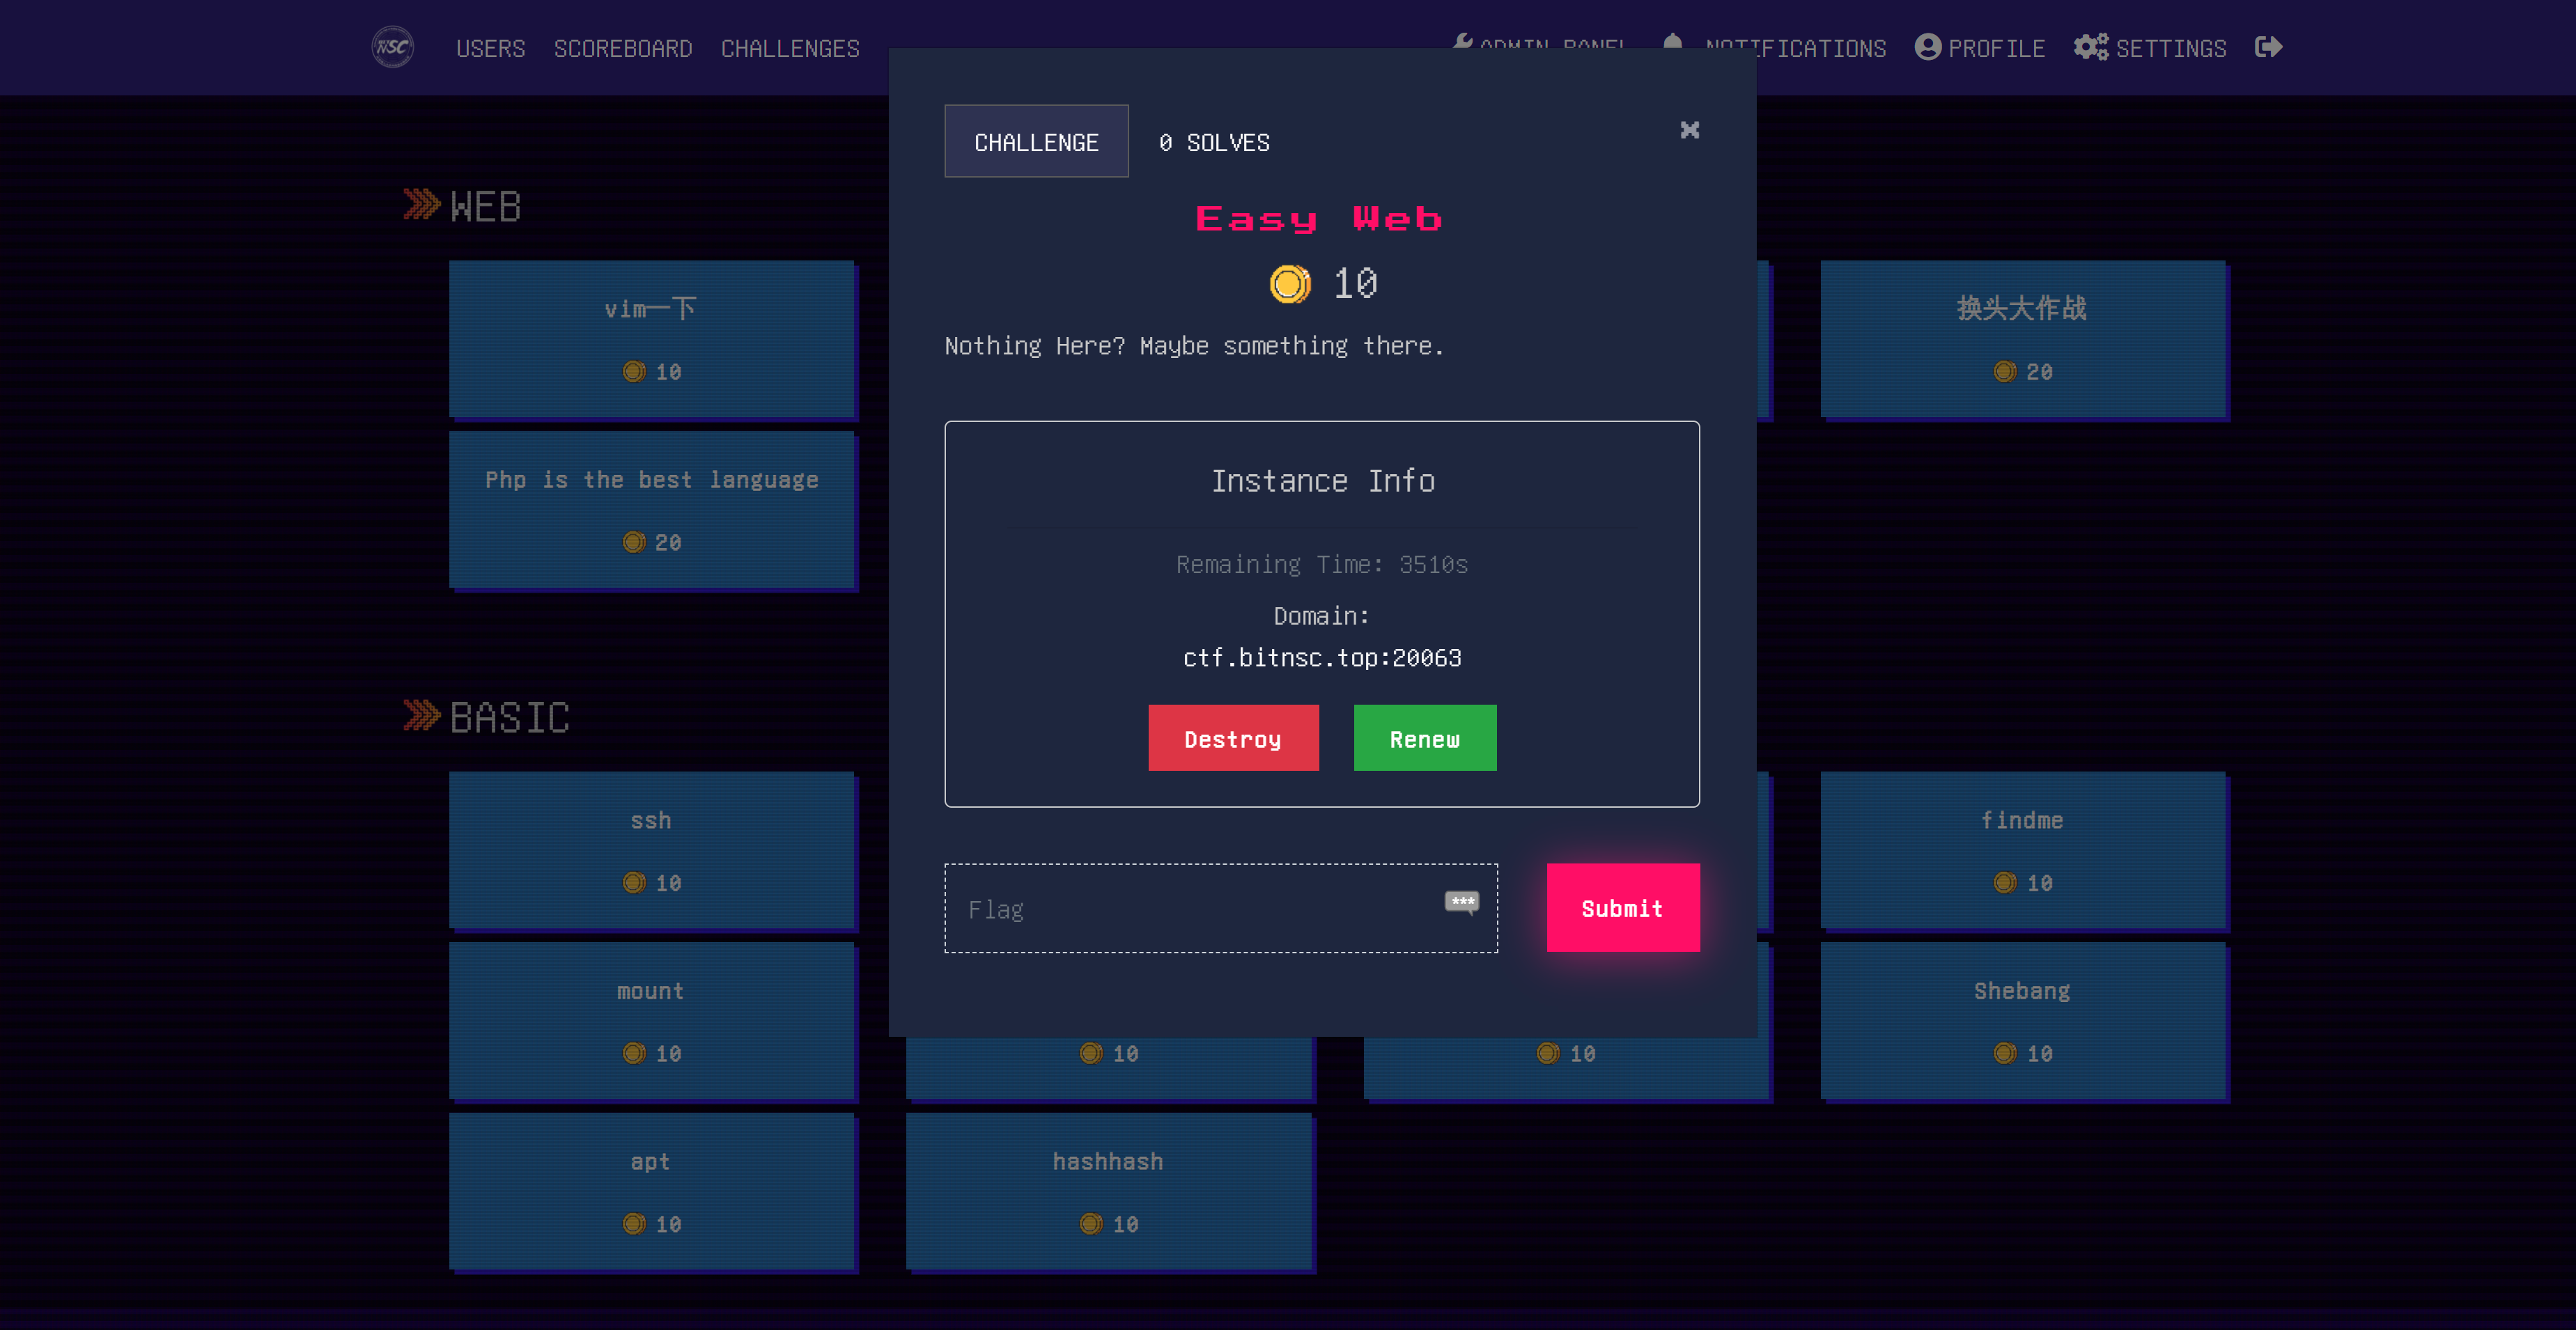 NSC USERS SCOREBOARD CHALLENGES ADMIN PANEL NOTIFICATIONS PROFILE SETTINGS
CHALLENGE 0 SOLVES
Easy Web
10
Nothing Here? Maybe something there.
Instance Info
Remaining Time: 3510s
Domain:
ctf.bitnsc.top:20063
Destroy Renew
Flag Submit
WEB
vim一下
10
换头大作战
20
Php is the best language
20
BASIC
ssh
10
findme
10
mount
10
10
10
Shebang
10
apt
10
hashhash
10